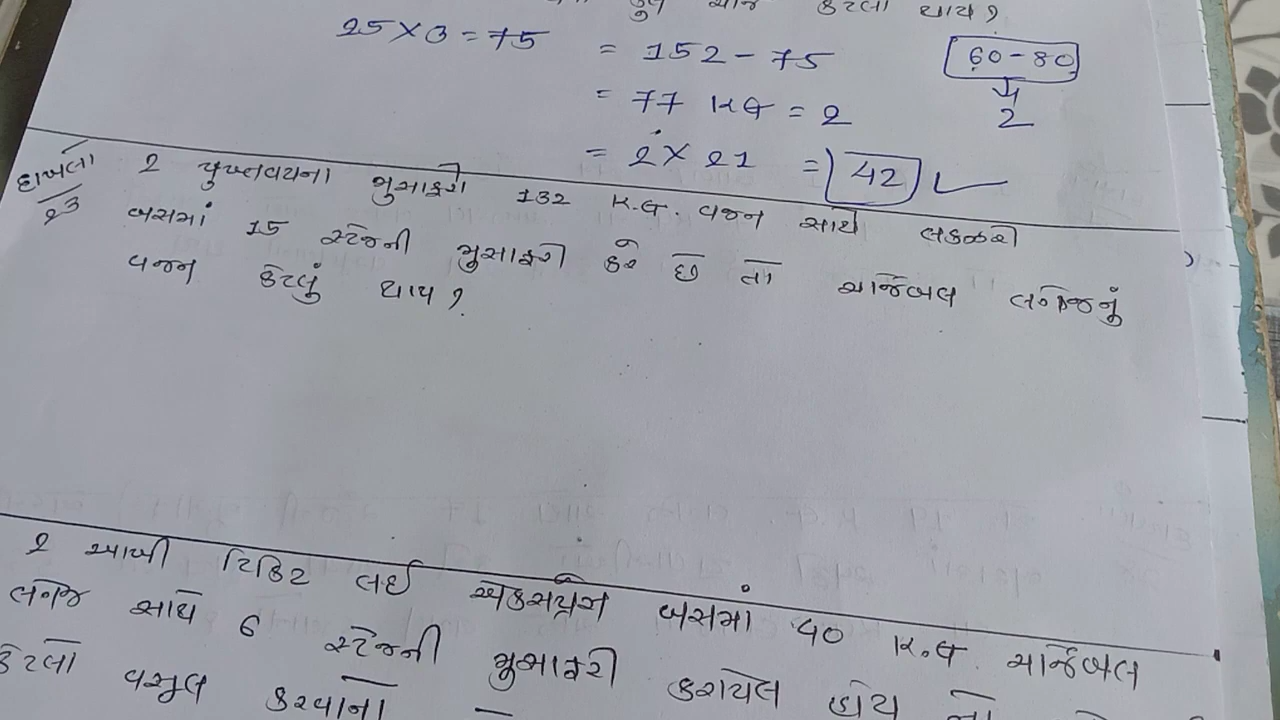 કેટલા થાય ?
25 × 3 = 75 = 152 - 75
60 - 80
= 77 K.G = 2
2
= 2 × 21 = 42
દાખલો 2 પુખ્તવયના મુસાફરો 132 K.G. વજન સાથે લકઝરી
23 બસમાં 15 સ્ટેજની મુસાફરી કરે છે તો ચાર્જેબલ લગેજનું
વજન કેટલું થાય ?
2 આખી ટિકિટ લઈ એક્સપ્રેસ બસમાં 40 K.G. ચાર્જેબલ
લગેજ સાથે 6 સ્ટેજની મુસાફરી કરાયેલ હોય તો
કેટલો વસુલ કરવાનો